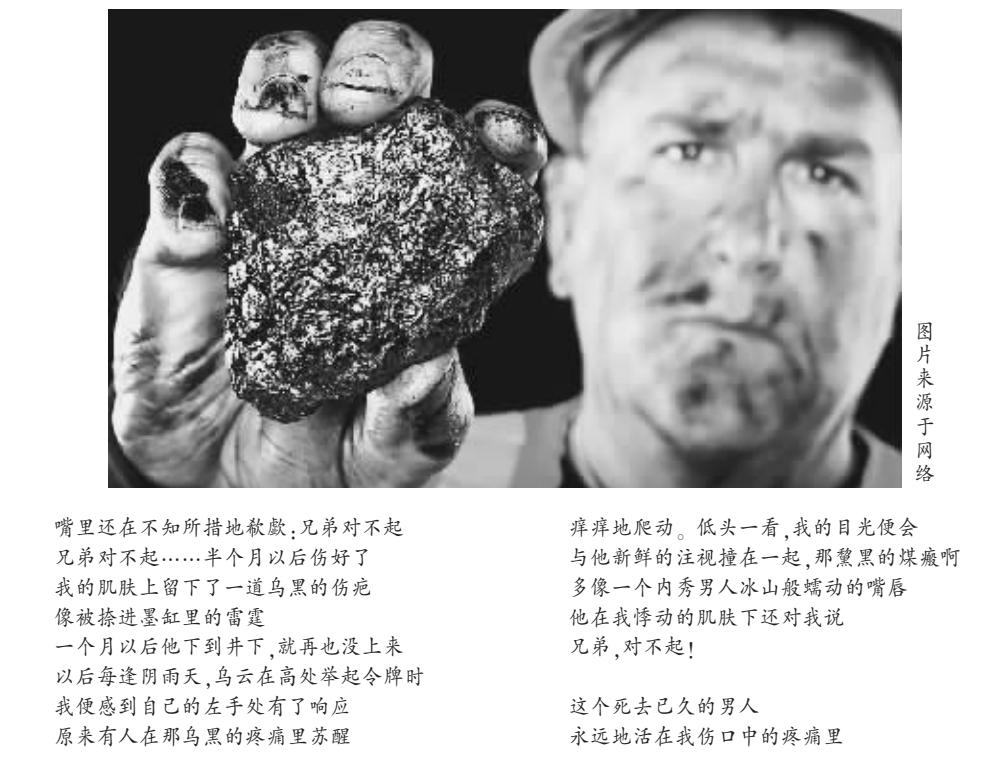 图片来源于网络
嘴里还在不知所措地欷歔:兄弟对不起
兄弟对不起……半个月以后伤好了
我的肌肤上留下了一道乌黑的伤疤
像被捺进墨缸里的雷霆
一个月以后他下到井下,就再也没上来
以后每逢阴雨天,乌云在高处举起令牌时
我便感到自己的左手处有了响应
原来有人在那乌黑的疼痛里苏醒
痒痒地爬动。低头一看,我的目光便会
与他新鲜的注视撞在一起,那黧黑的煤瘢啊
多像一个内秀男人冰山般蠕动的嘴唇
他在我悸动的肌肤下还对我说
兄弟,对不起!
这个死去已久的男人
永远地活在我伤口中的疼痛里